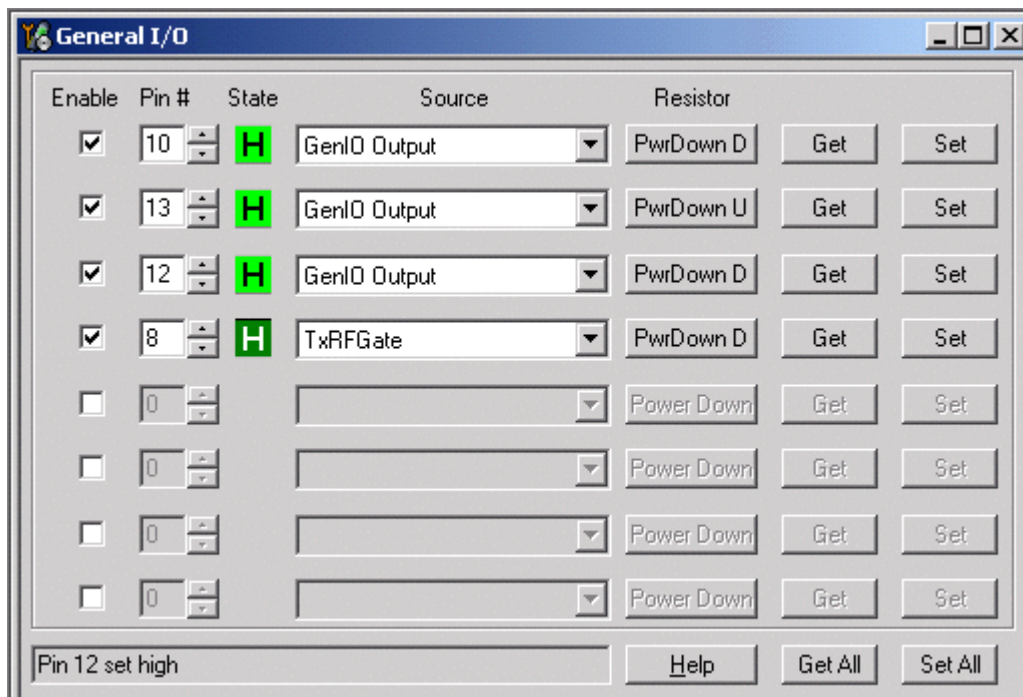 General I/O
Enable Pin # State Source Resistor
10 H GenIO Output PwrDown D Get Set
13 H GenIO Output PwrDown U Get Set
12 H GenIO Output PwrDown D Get Set
8 H TxRFGate PwrDown D Get Set
0 Power Down Get Set
0 Power Down Get Set
0 Power Down Get Set
0 Power Down Get Set
Pin 12 set high Help Get All Set All